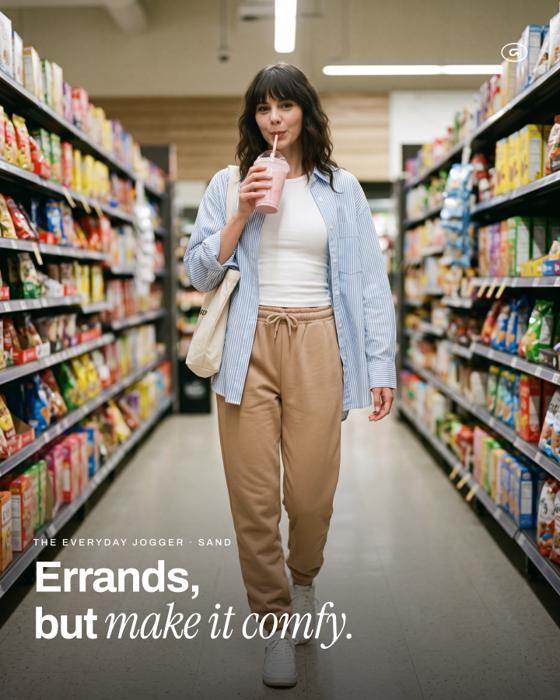 THE EVERYDAY JOGGER · SAND
Errands,
but make it comfy.